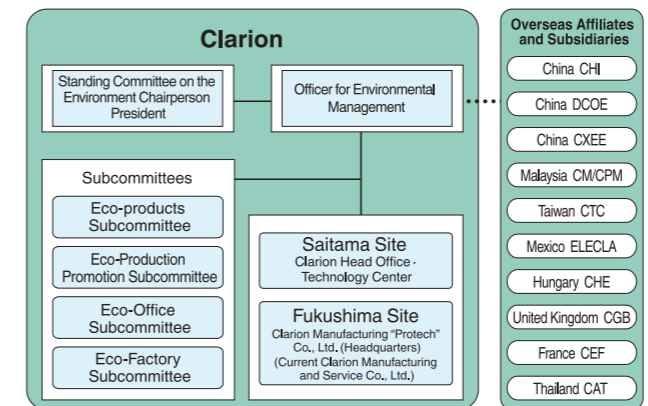 Clarion
Standing Committee on the
Environment Chairperson
President
Officer for Environmental
Management
Subcommittees
Eco-products
Subcommittee
Eco-Production
Promotion Subcommittee
Eco-Office
Subcommittee
Eco-Factory
Subcommittee
Saitama Site
Clarion Head Office·
Technology Center
Fukushima Site
Clarion Manufacturing “Protech”
Co., Ltd. (Headquarters)
(Current Clarion Manufacturing
and Service Co., Ltd.)
Overseas Affiliates
and Subsidiaries
China CHI
China DCOE
China CXEE
Malaysia CM/CPM
Taiwan CTC
Mexico ELECLA
Hungary CHE
United Kingdom CGB
France CEF
Thailand CAT